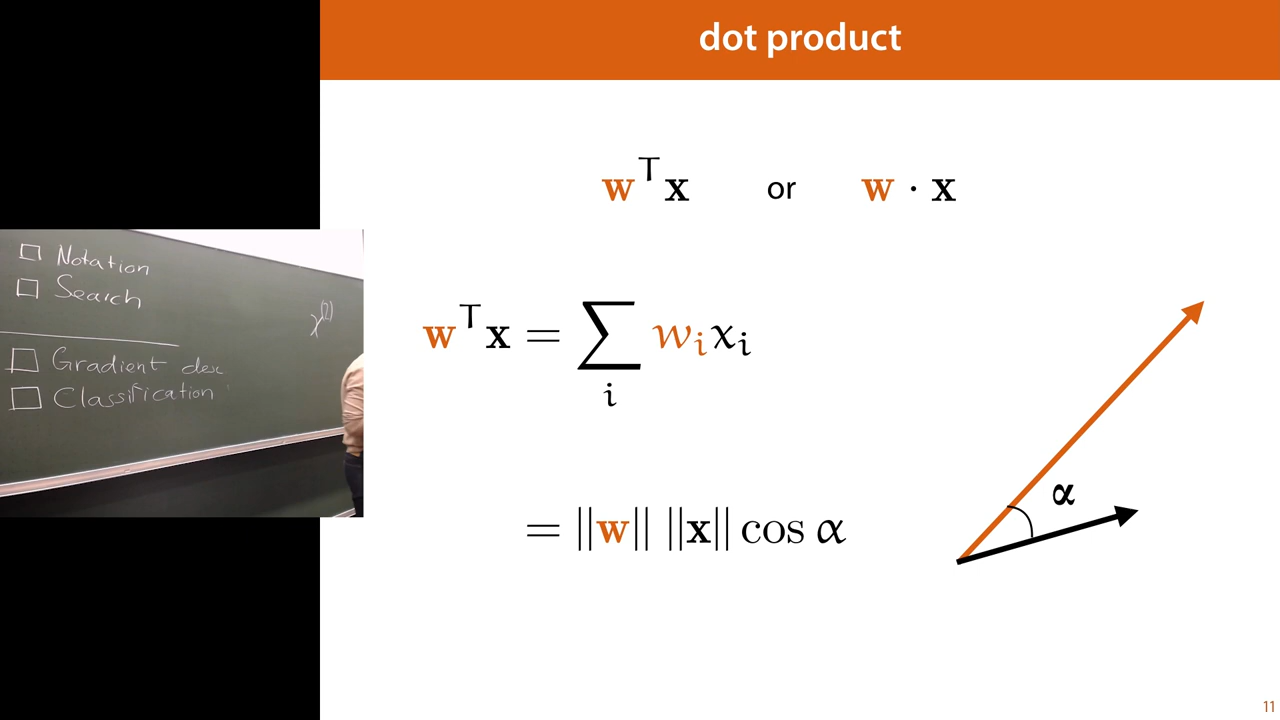 dot product
𝐰ᵀ𝐱 or 𝐰 · 𝐱
𝐰ᵀ𝐱 = ∑ᵢ wᵢxᵢ
= ||𝐰|| ||𝐱|| cos α
α
11
☐ Notation
☐ Search
x⁽²⁾
☐ Gradient desc
☐ Classification